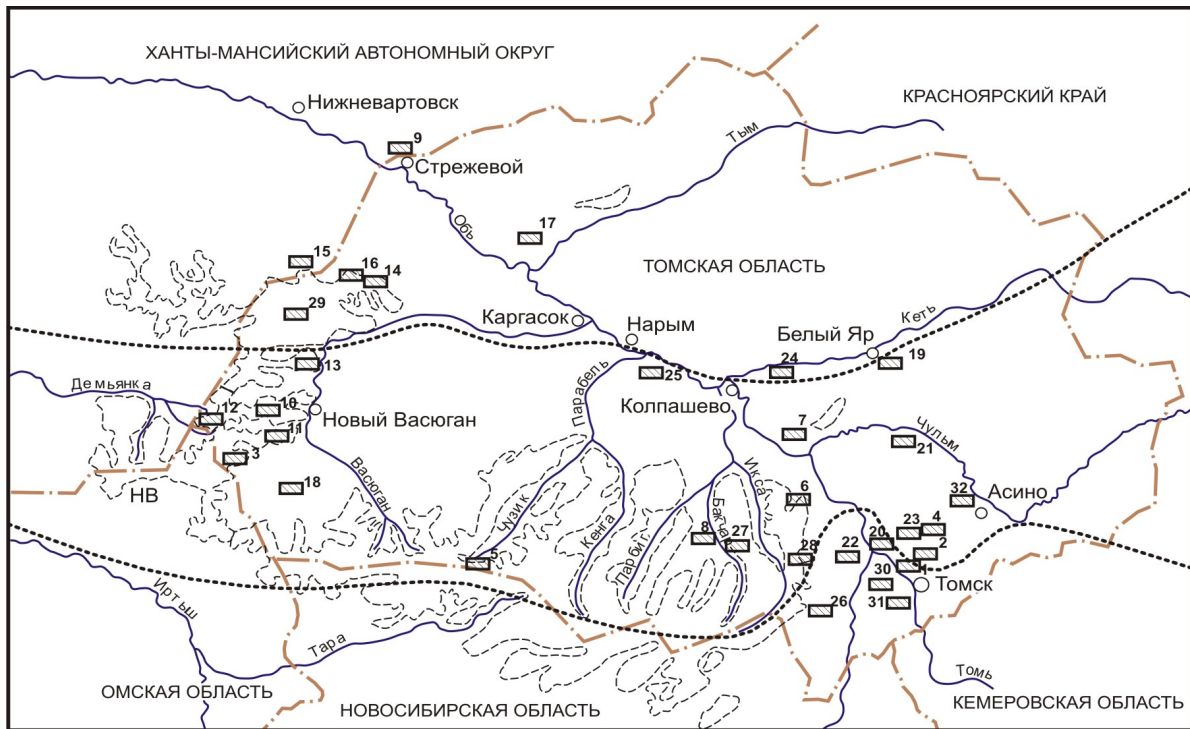 ХАНТЫ-МАНСИЙСКИЙ АВТОНОМНЫЙ ОКРУГ
Нижневартовск
КРАСНОЯРСКИЙ КРАЙ
Тым
9
Стрежевой
Обь
17
15
16
14
ТОМСКАЯ ОБЛАСТЬ
29
Каргасок
Нарым
Белый Яр
Кеть
13
25
24
19
Демьянка
Парабель
Колпашево
12
10
Новый Васюган
11
7
Чулым
21
3
НВ
18
Васюган
Чузик
Икса
6
32
Асино
Кенга
Парбиг
Бакчар
8
27
28
22
20
23
4
2
5
1
30
Томск
31
26
Иртыш
Тара
Томь
ОМСКАЯ ОБЛАСТЬ
НОВОСИБИРСКАЯ ОБЛАСТЬ
КЕМЕРОВСКАЯ ОБЛАСТЬ